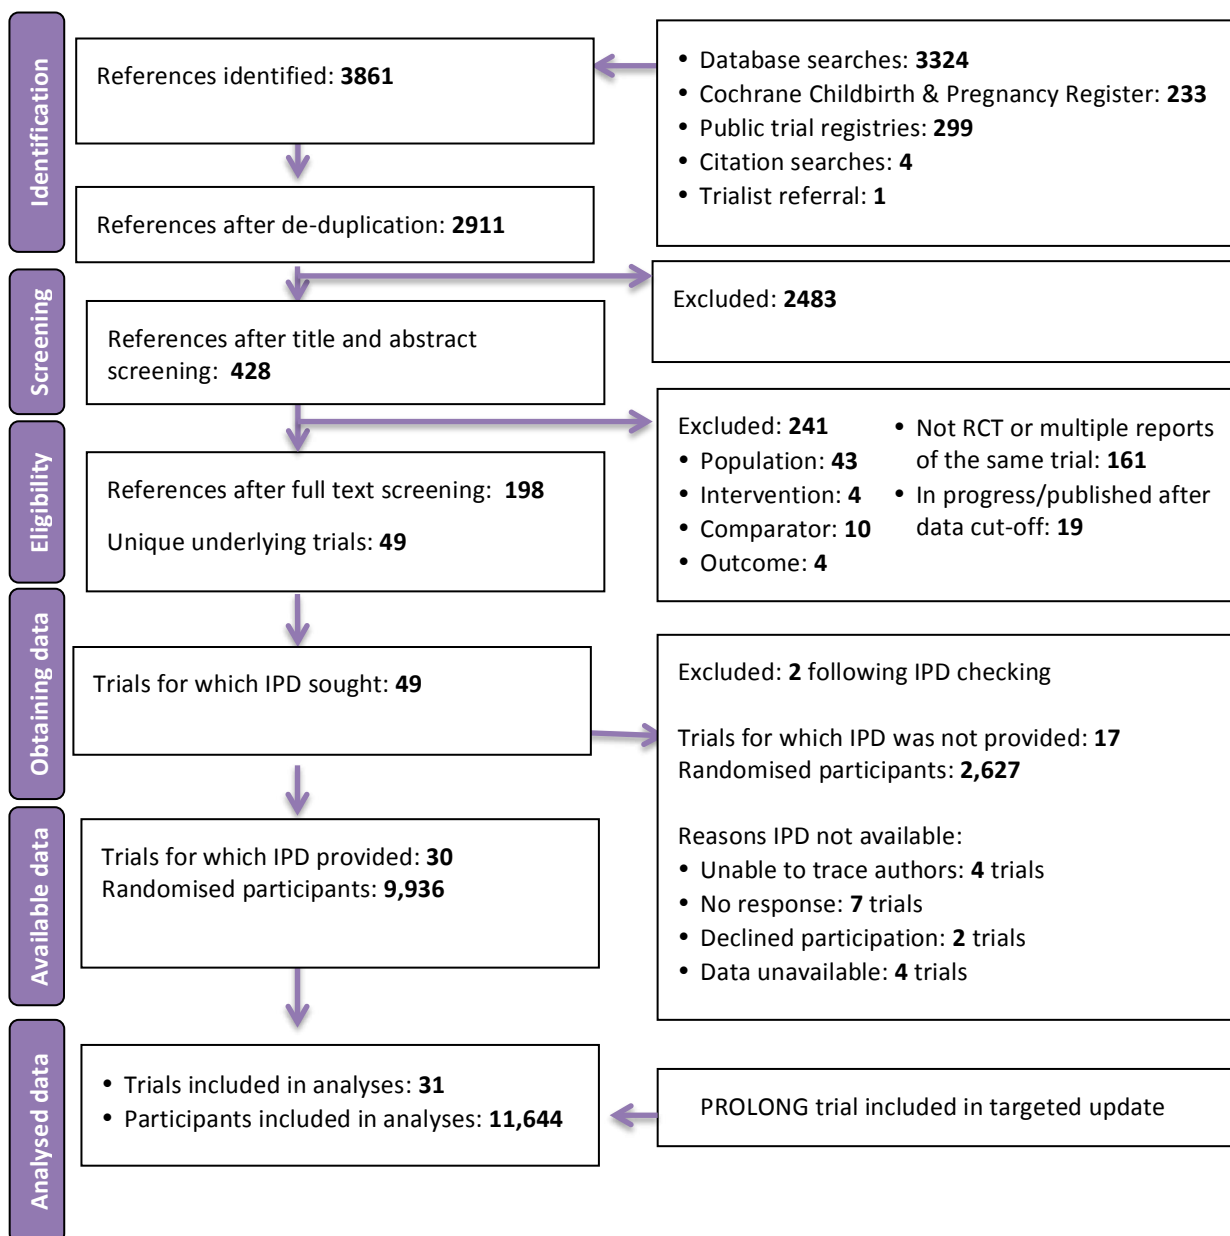 Identification
References identified: 3861
• Database searches: 3324
• Cochrane Childbirth & Pregnancy Register: 233
• Public trial registries: 299
• Citation searches: 4
• Trialist referral: 1
References after de-duplication: 2911
Screening
Excluded: 2483
References after title and abstract
screening: 428
Eligibility
Excluded: 241
• Population: 43
• Intervention: 4
• Comparator: 10
• Outcome: 4
• Not RCT or multiple reports
of the same trial: 161
• In progress/published after
data cut-off: 19
References after full text screening: 198
Unique underlying trials: 49
Obtaining data
Trials for which IPD sought: 49
Excluded: 2 following IPD checking
Trials for which IPD was not provided: 17
Randomised participants: 2,627
Reasons IPD not available:
• Unable to trace authors: 4 trials
• No response: 7 trials
• Declined participation: 2 trials
• Data unavailable: 4 trials
Available data
Trials for which IPD provided: 30
Randomised participants: 9,936
Analysed data
• Trials included in analyses: 31
• Participants included in analyses: 11,644
PROLONG trial included in targeted update